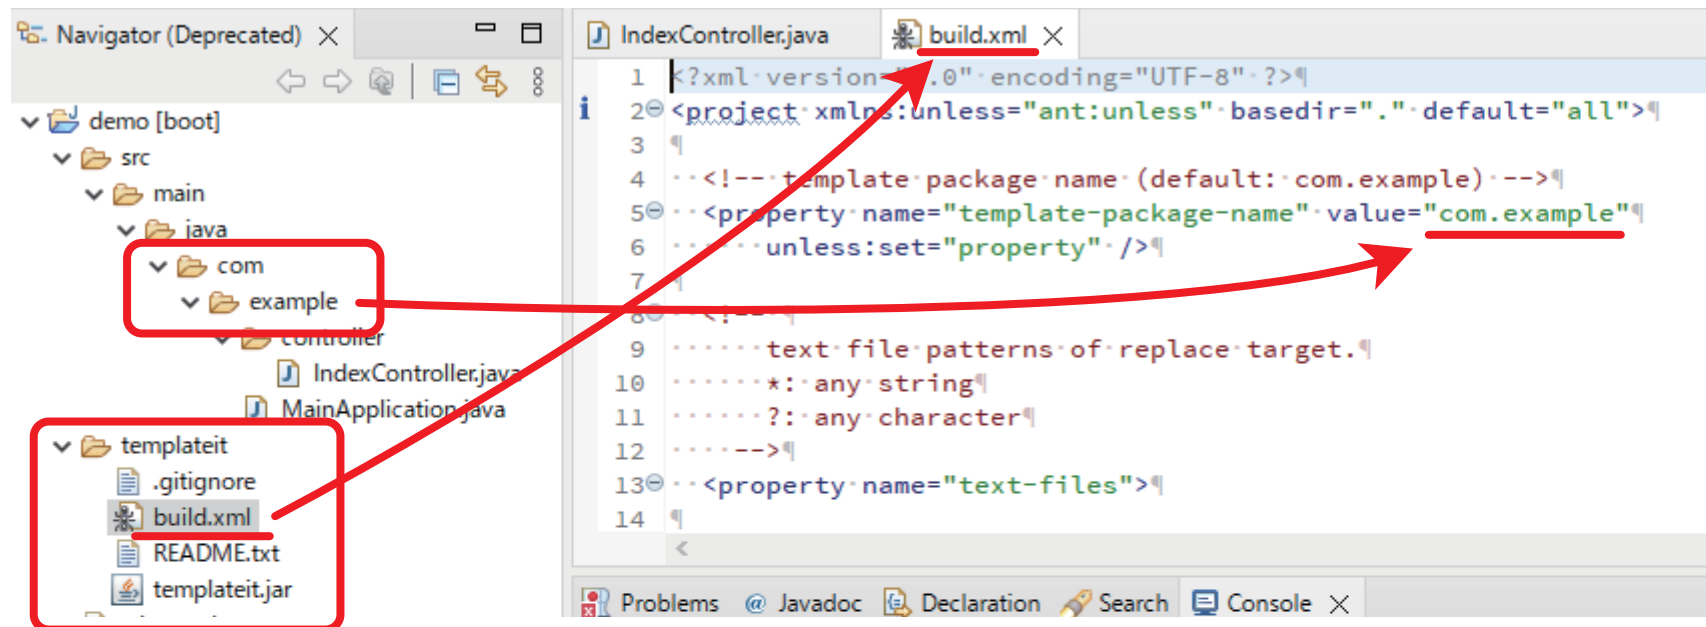 Navigator (Deprecated)
demo [boot]
src
main
java
com
example
controller
IndexController.java
MainApplication.java
templateit
.gitignore
build.xml
README.txt
templateit.jar
IndexController.java
build.xml
1 <?xml version="1.0" encoding="UTF-8" ?>
2 <project xmlns:unless="ant:unless" basedir="." default="all">
3
4 <!-- template package name (default: com.example) -->
5 <property name="template-package-name" value="com.example"
6 unless:set="property" />
7
8 <!--
9 text file patterns of replace target.
10 *: any string
11 ?: any character
12 -->
13 <property name="text-files">
14
Problems @ Javadoc Declaration Search Console